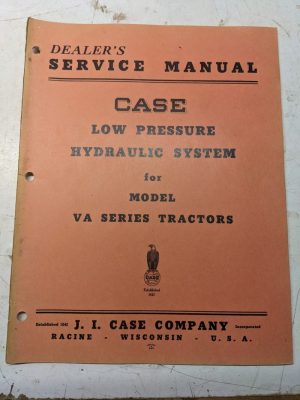 DEALER'S
SERVICE MANUAL
CASE
LOW PRESSURE
HYDRAULIC SYSTEM
for
MODEL
VA SERIES TRACTORS
CASE
Established
Established 1842 J. I. CASE COMPANY Incorporated
RACINE - WISCONSIN - U. S. A.